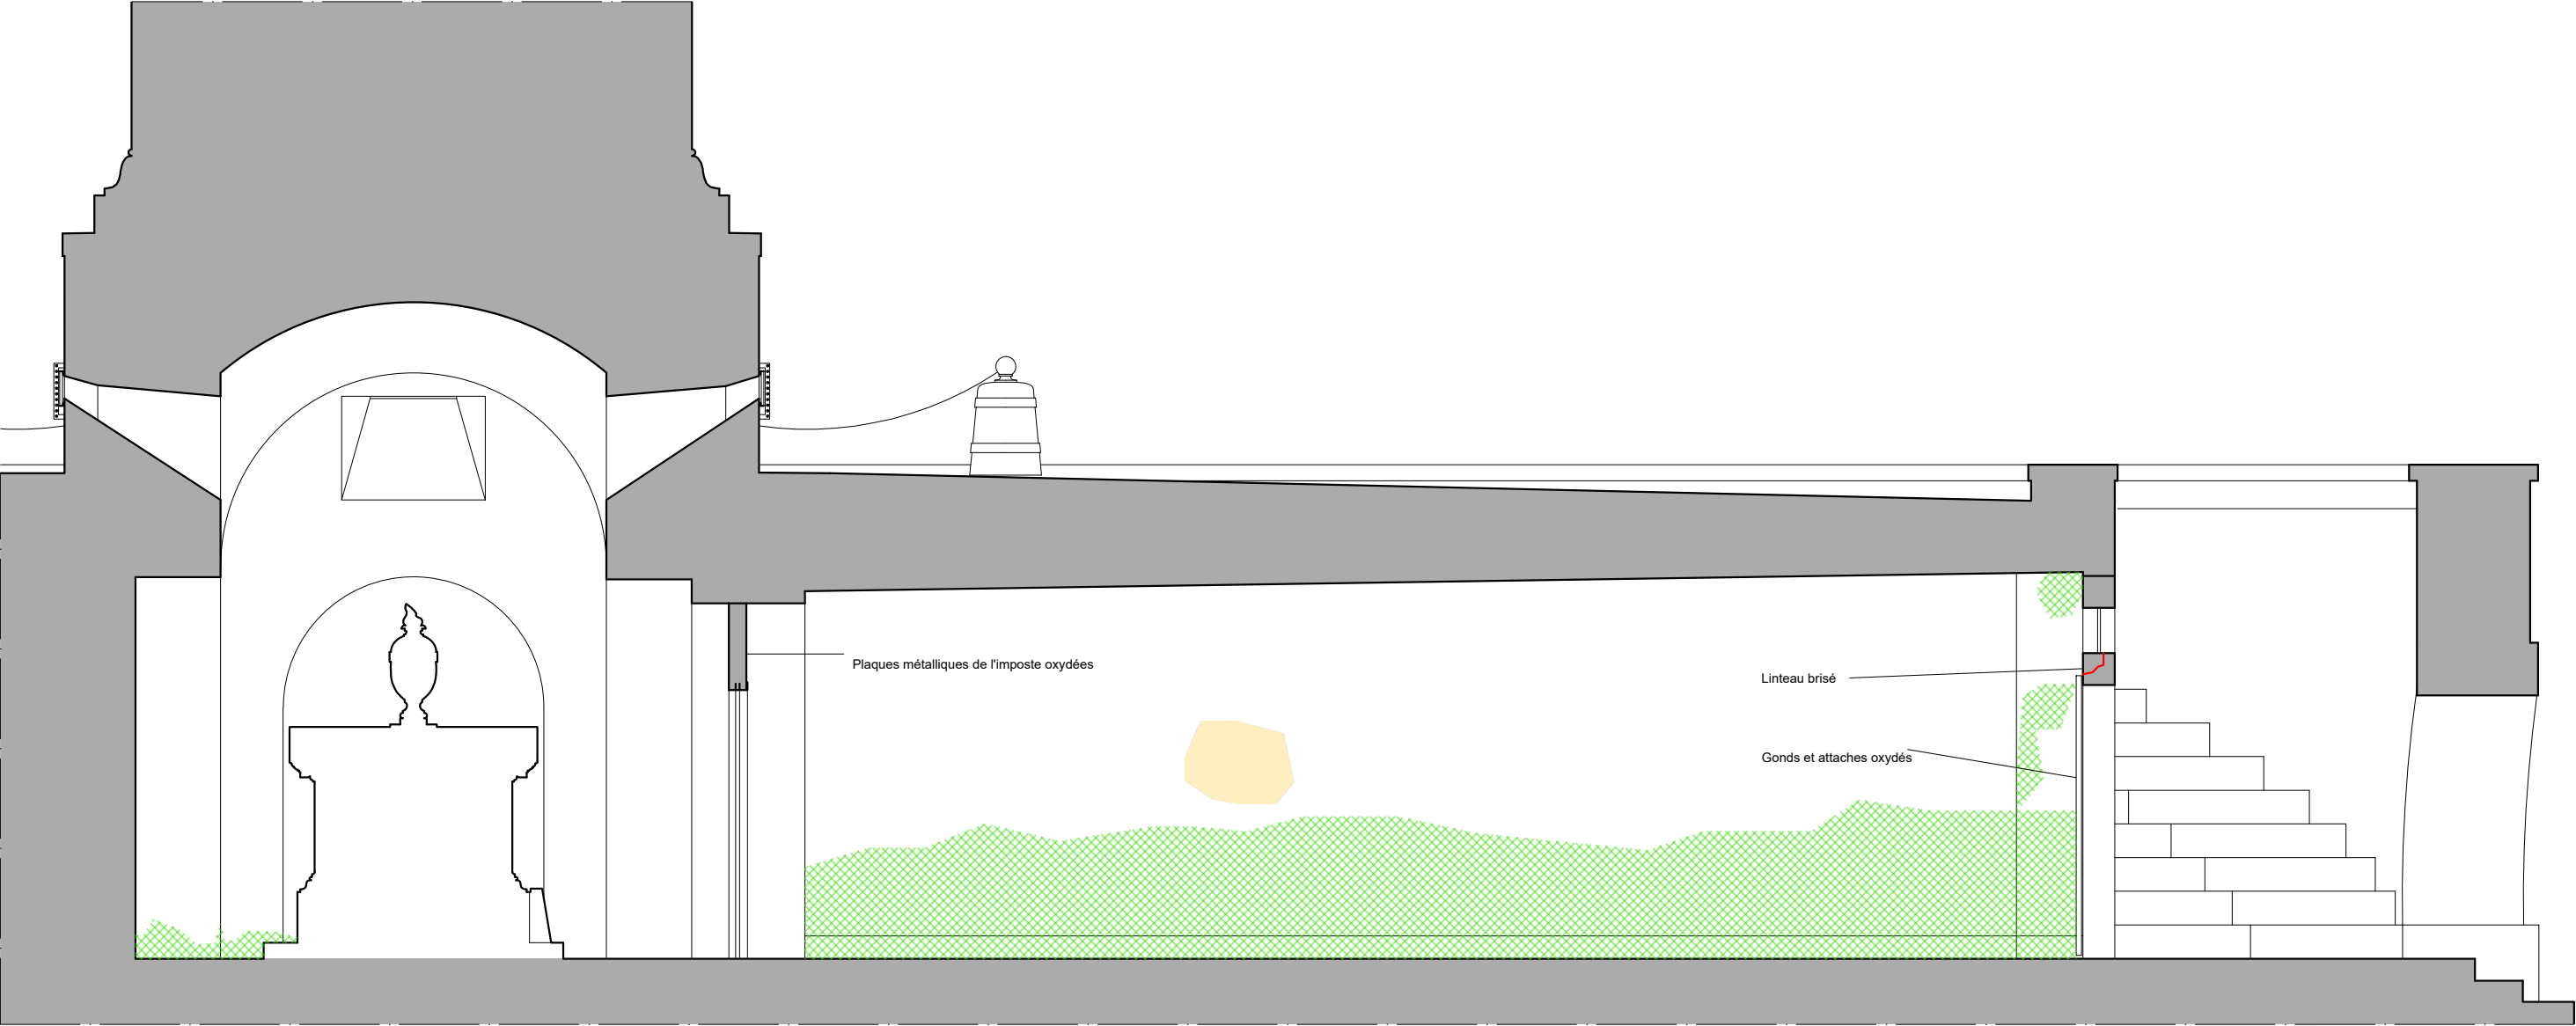 Plaques métalliques de l'imposte oxydées
Linteau brisé
Gonds et attaches oxydés